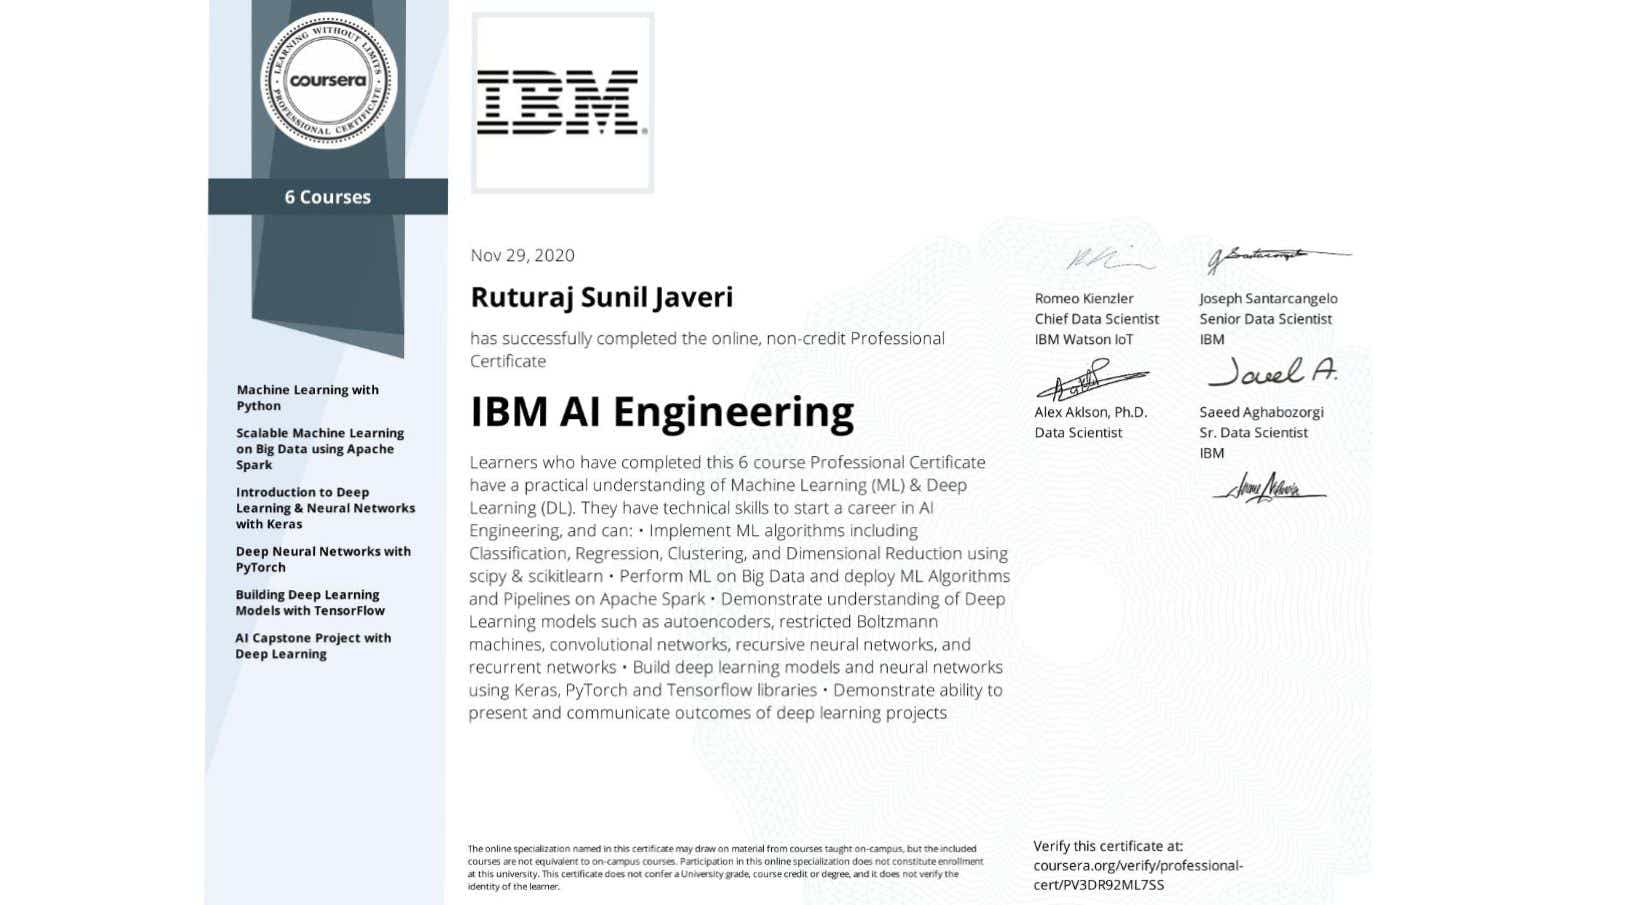 LEARNING WITHOUT LIMITS
coursera
PROFESSIONAL CERTIFICATE
6 Courses
Machine Learning with
Python
Scalable Machine Learning
on Big Data using Apache
Spark
Introduction to Deep
Learning & Neural Networks
with Keras
Deep Neural Networks with
PyTorch
Building Deep Learning
Models with TensorFlow
AI Capstone Project with
Deep Learning
IBM®
Nov 29, 2020
Ruturaj Sunil Javeri
has successfully completed the online, non-credit Professional
Certificate
IBM AI Engineering
Learners who have completed this 6 course Professional Certificate
have a practical understanding of Machine Learning (ML) & Deep
Learning (DL). They have technical skills to start a career in AI
Engineering, and can: • Implement ML algorithms including
Classification, Regression, Clustering, and Dimensional Reduction using
scipy & scikitlearn • Perform ML on Big Data and deploy ML Algorithms
and Pipelines on Apache Spark • Demonstrate understanding of Deep
Learning models such as autoencoders, restricted Boltzmann
machines, convolutional networks, recursive neural networks, and
recurrent networks • Build deep learning models and neural networks
using Keras, PyTorch and Tensorflow libraries • Demonstrate ability to
present and communicate outcomes of deep learning projects
Romeo Kienzler
Chief Data Scientist
IBM Watson IoT
Joseph Santarcangelo
Senior Data Scientist
IBM
Alex Aklson, Ph.D.
Data Scientist
Saeed Aghabozorgi
Sr. Data Scientist
IBM
The online specialization named in this certificate may draw on material from courses taught on-campus, but the included
courses are not equivalent to on-campus courses. Participation in this online specialization does not constitute enrollment
at this university. This certificate does not confer a University grade, course credit or degree, and it does not verify the
identity of the learner.
Verify this certificate at:
coursera.org/verify/professional-
cert/PV3DR92ML7SS